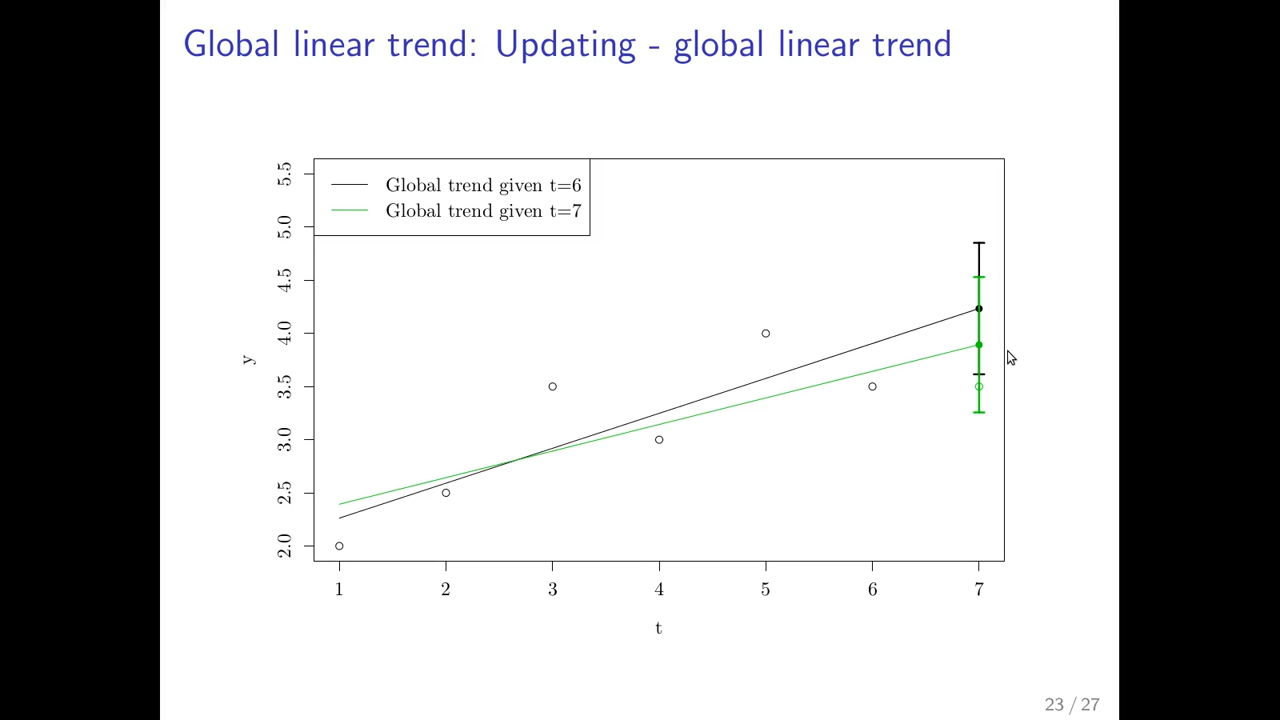 Global linear trend: Updating - global linear trend
Global trend given t=6
Global trend given t=7
5.5
5.0
4.5
4.0
3.5
3.0
2.5
2.0
y
1 2 3 4 5 6 7
t
23 / 27